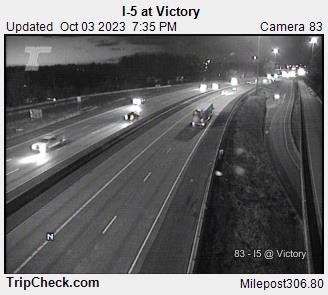 I-5 at Victory
Updated Oct 03 2023 7:35 PM Camera 83
T
N
83 - I5 @ Victory
TripCheck.com Milepost306.80